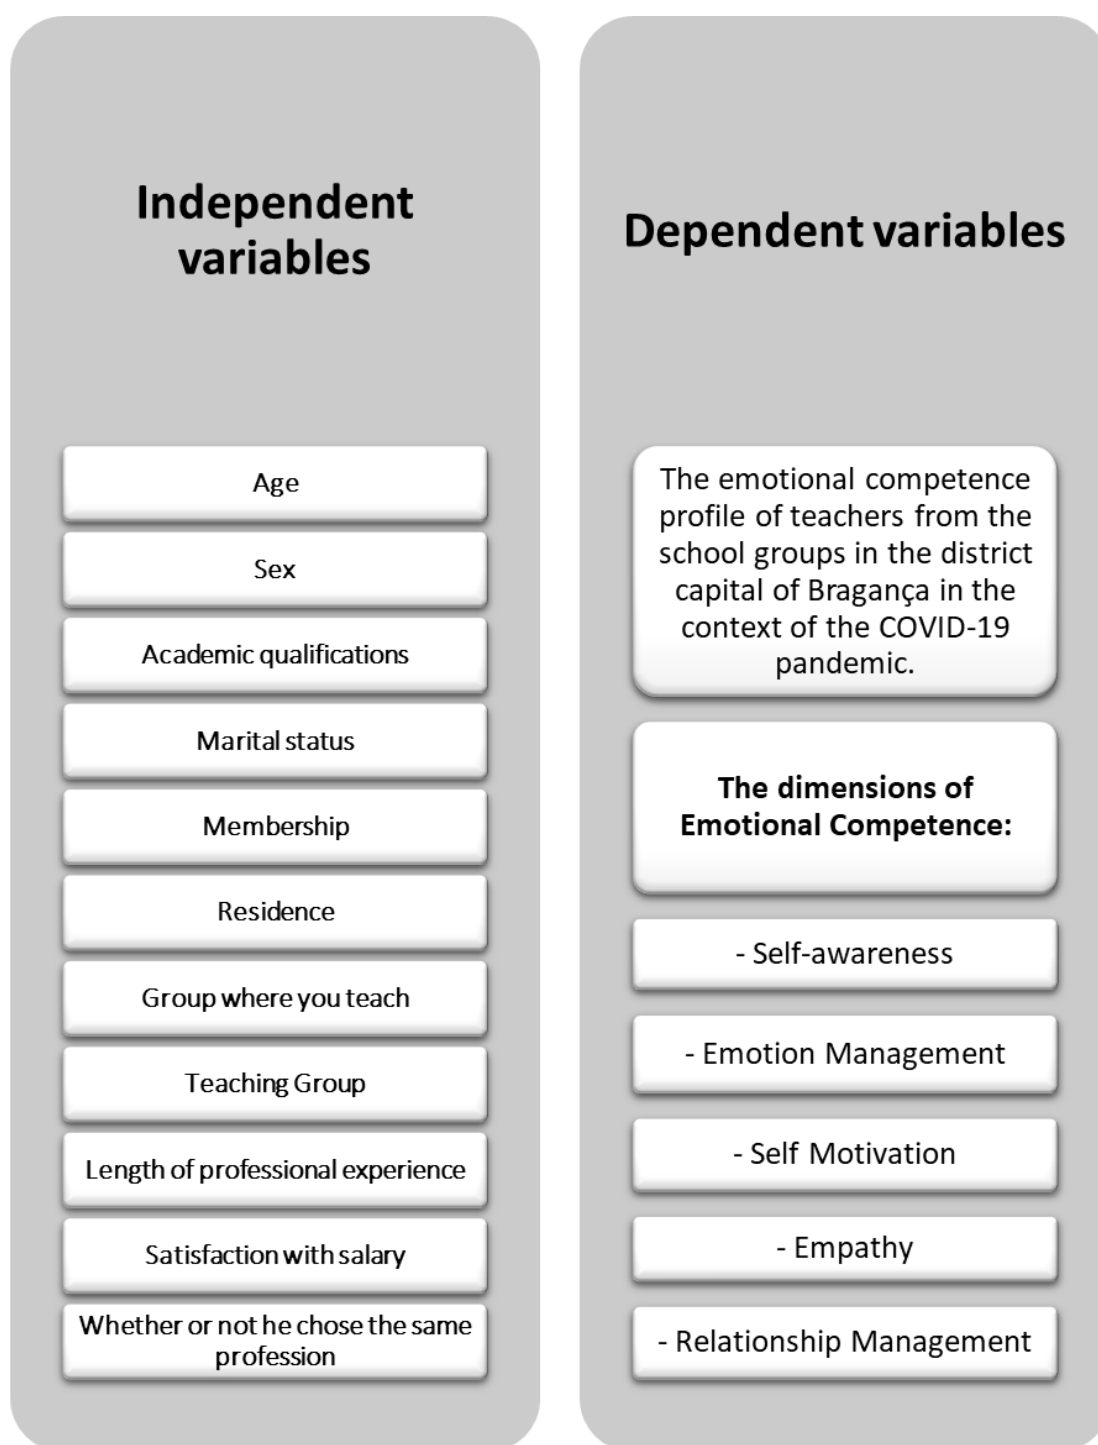 Independent
variables
Age
Sex
Academic qualifications
Marital status
Membership
Residence
Group where you teach
Teaching Group
Length of professional experience
Satisfaction with salary
Whether or not he chose the same
profession
Dependent variables
The emotional competence
profile of teachers from the
school groups in the district
capital of Bragança in the
context of the COVID-19
pandemic.
The dimensions of
Emotional Competence:
- Self-awareness
- Emotion Management
- Self Motivation
- Empathy
- Relationship Management